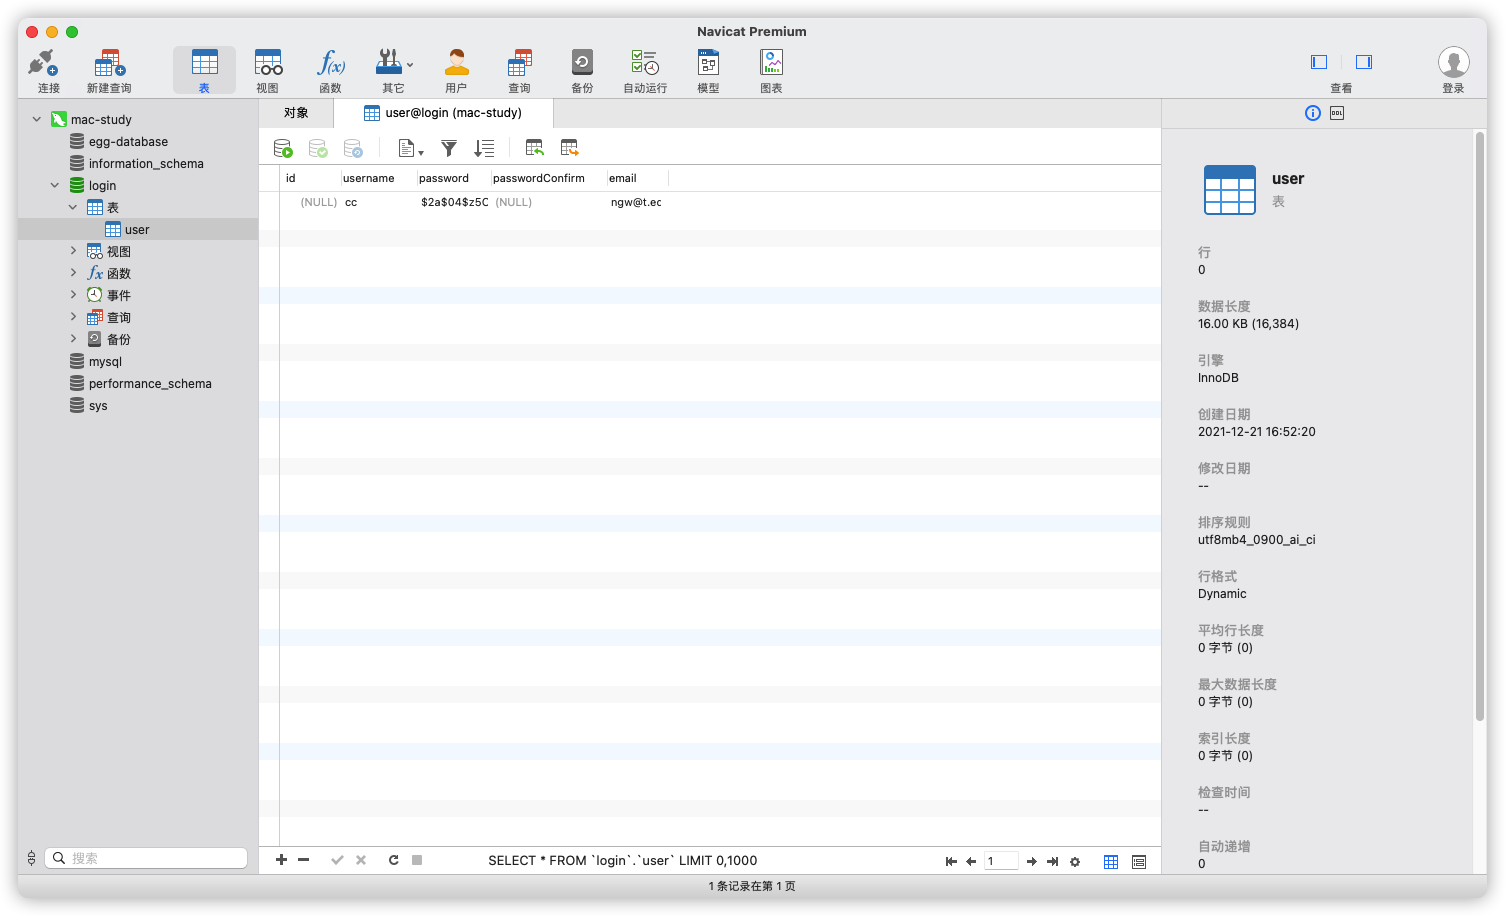 Navicat Premium
连接
新建查询
表
视图
函数
其它
用户
查询
备份
自动运行
模型
图表
查看
登录
mac-study
egg-database
information_schema
login
表
user
视图
函数
事件
查询
备份
mysql
performance_schema
sys
搜索
对象
user@login (mac-study)
id username password passwordConfirm email
(NULL) cc $2a$04$z5C (NULL) ngw@t.ec
SELECT * FROM `login`.`user` LIMIT 0,1000
1
DDL
user
表
行
0
数据长度
16.00 KB (16,384)
引擎
InnoDB
创建日期
2021-12-21 16:52:20
修改日期
--
排序规则
utf8mb4_0900_ai_ci
行格式
Dynamic
平均行长度
0 字节 (0)
最大数据长度
0 字节 (0)
索引长度
0 字节 (0)
检查时间
--
自动递增
0
1 条记录在第 1 页